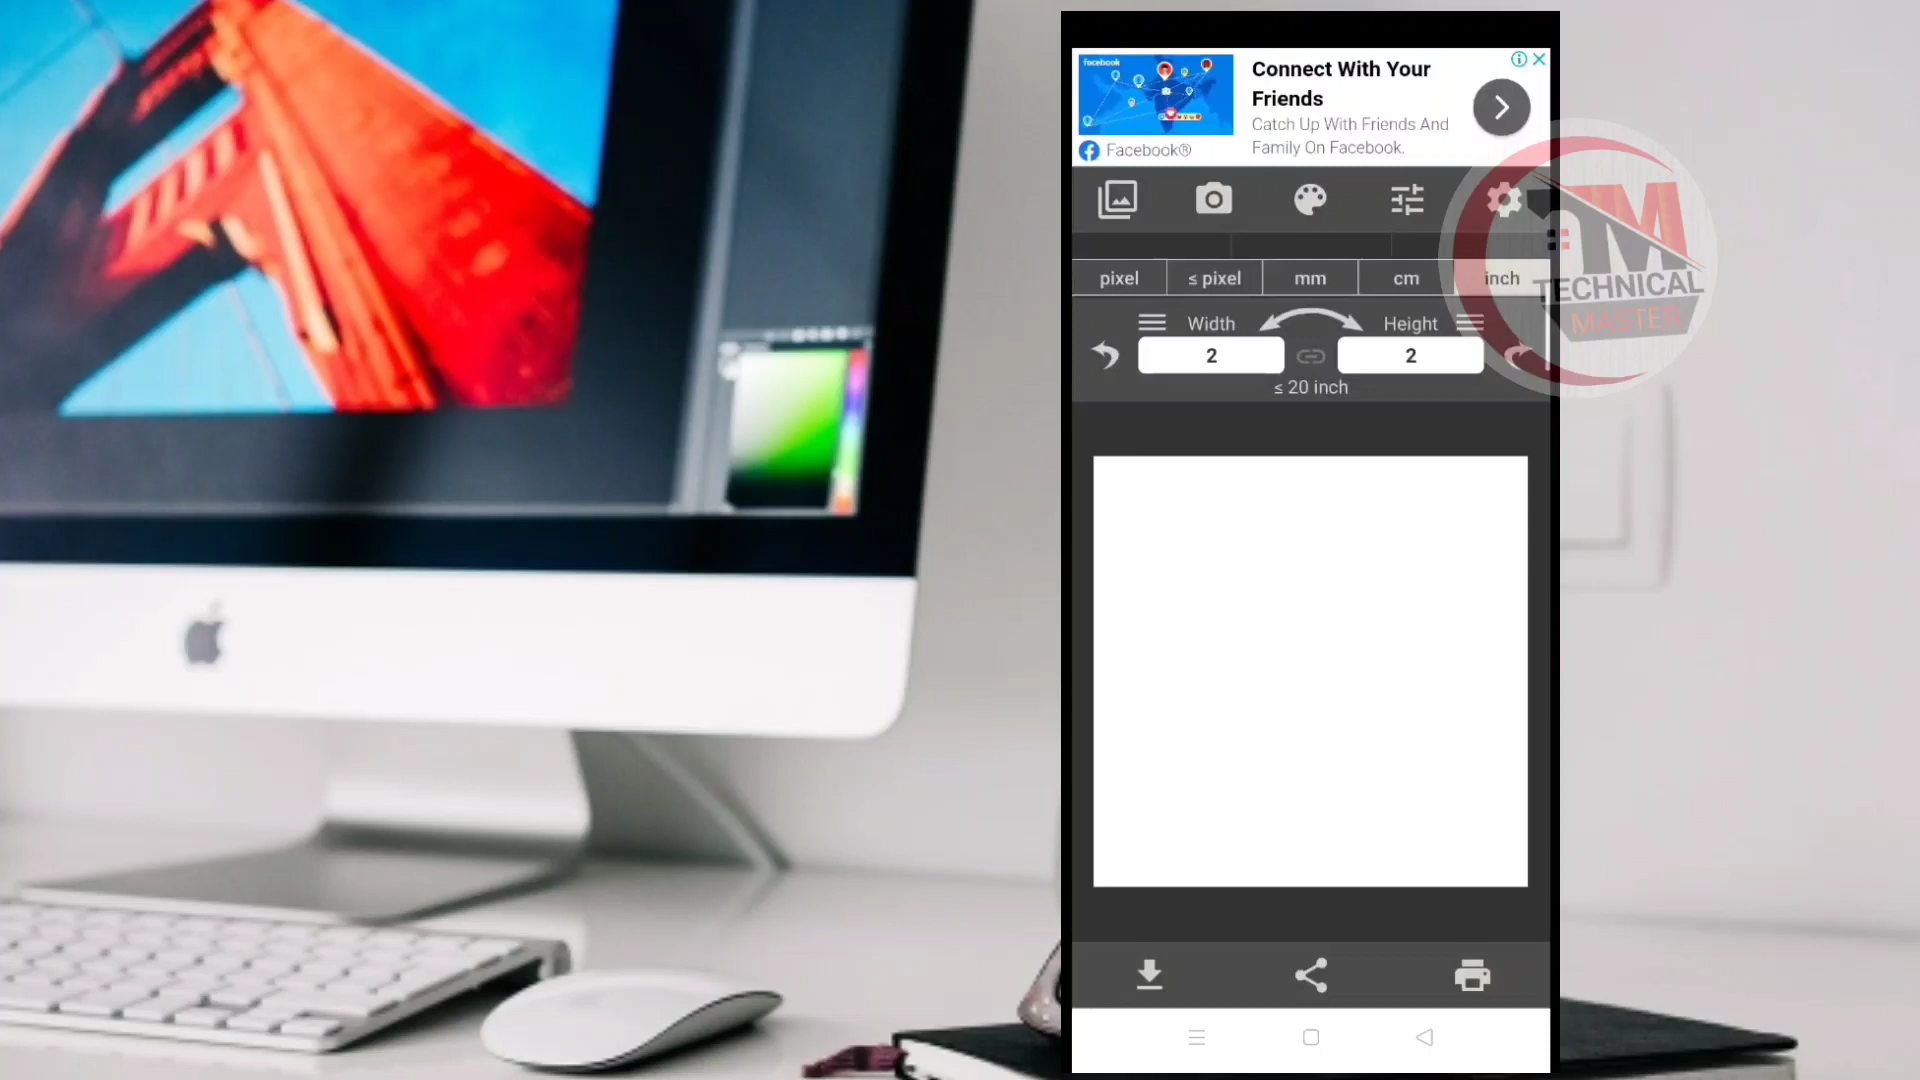 facebook
Connect With Your
Friends
Catch Up With Friends And
Family On Facebook.
Facebook®
pixel
≤ pixel
mm
cm
inch
Width
Height
2
2
≤ 20 inch
TM
TECHNICAL
MASTER